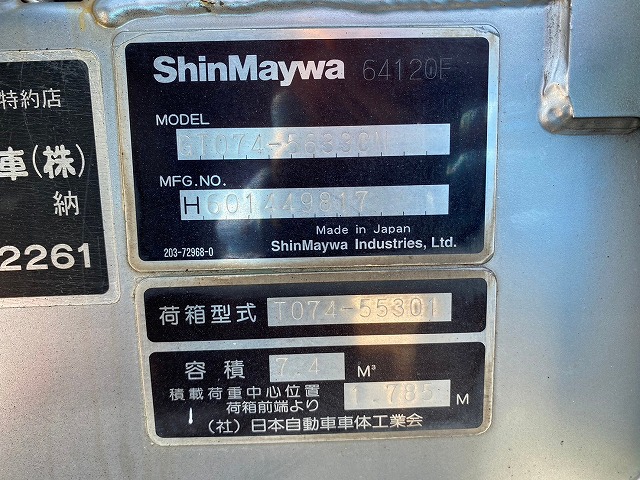 特約店
車(株)
納
2261
ShinMaywa 64120F
MODEL
GT074-55330N
MFG.NO.
H601449817
Made in Japan
203-72968-0
ShinMaywa Industries, Ltd.
荷箱型式 T074-55301
容積 7.4 M³
積載荷重中心位置
荷箱前端より 1.785 M
(社)日本自動車車体工業会